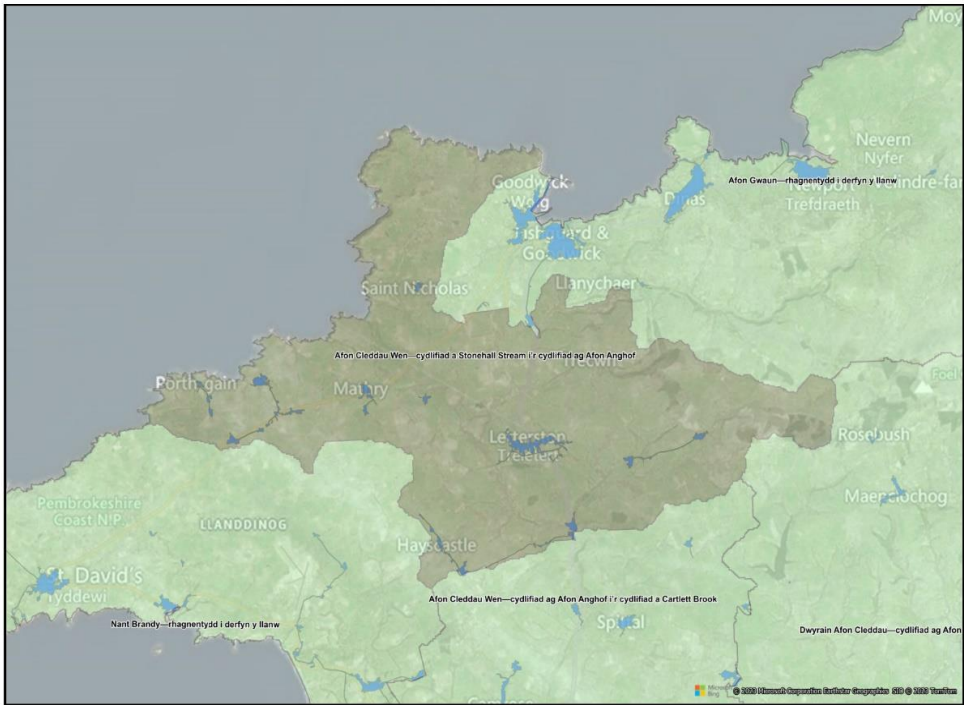 Moy
Nevern
Nyfer
Goodwick
Wdig
Afon Gwaun—rhagnentydd i derfyn y llanw
Newport
Trefdraeth
Dinas
Fishguard &
Goodwick
Saint Nicholas
Llanychaer
Afon Cleddau Wen—cydlifiad a Stonehall Stream i'r cydlifiad ag Afon Anghof
Trecwn
Porthgain
Mathry
Foel
Letterston
Treletert
Rosebush
Pembrokeshire
Coast N.P.
Maenclochog
LLANDDINOG
Hayscastle
St. David's
Tyddewi
Afon Cleddau Wen—cydlifiad ag Afon Anghof i'r cydlifiad a Cartlett Brook
Nant Brandy—rhagnentydd i derfyn y llanw
Spittal
Dwyrain Afon Cleddau—cydlifiad ag Afon
Microsoft
Bing
© 2023 Microsoft Corporation Earthstar Geographics SIO © 2023 TomTom